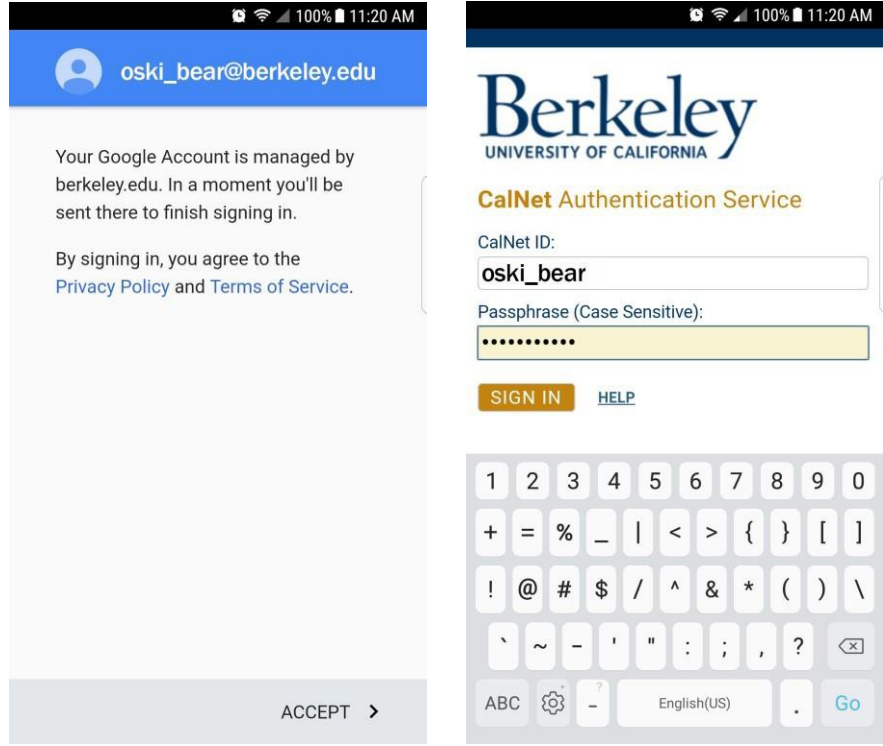 100% 11:20 AM
oski_bear@berkeley.edu
Your Google Account is managed by
berkeley.edu. In a moment you'll be
sent there to finish signing in.
By signing in, you agree to the
Privacy Policy and Terms of Service.
ACCEPT >
100% 11:20 AM
Berkeley
UNIVERSITY OF CALIFORNIA
CalNet Authentication Service
CalNet ID:
oski_bear
Passphrase (Case Sensitive):
•••••••••••
SIGN IN HELP
1 2 3 4 5 6 7 8 9 0
+ = % _ | < > { } [ ]
! @ # $ / ^ & * ( ) \
` ~ - ' " : ; , ?
ABC - ? English(US) . Go